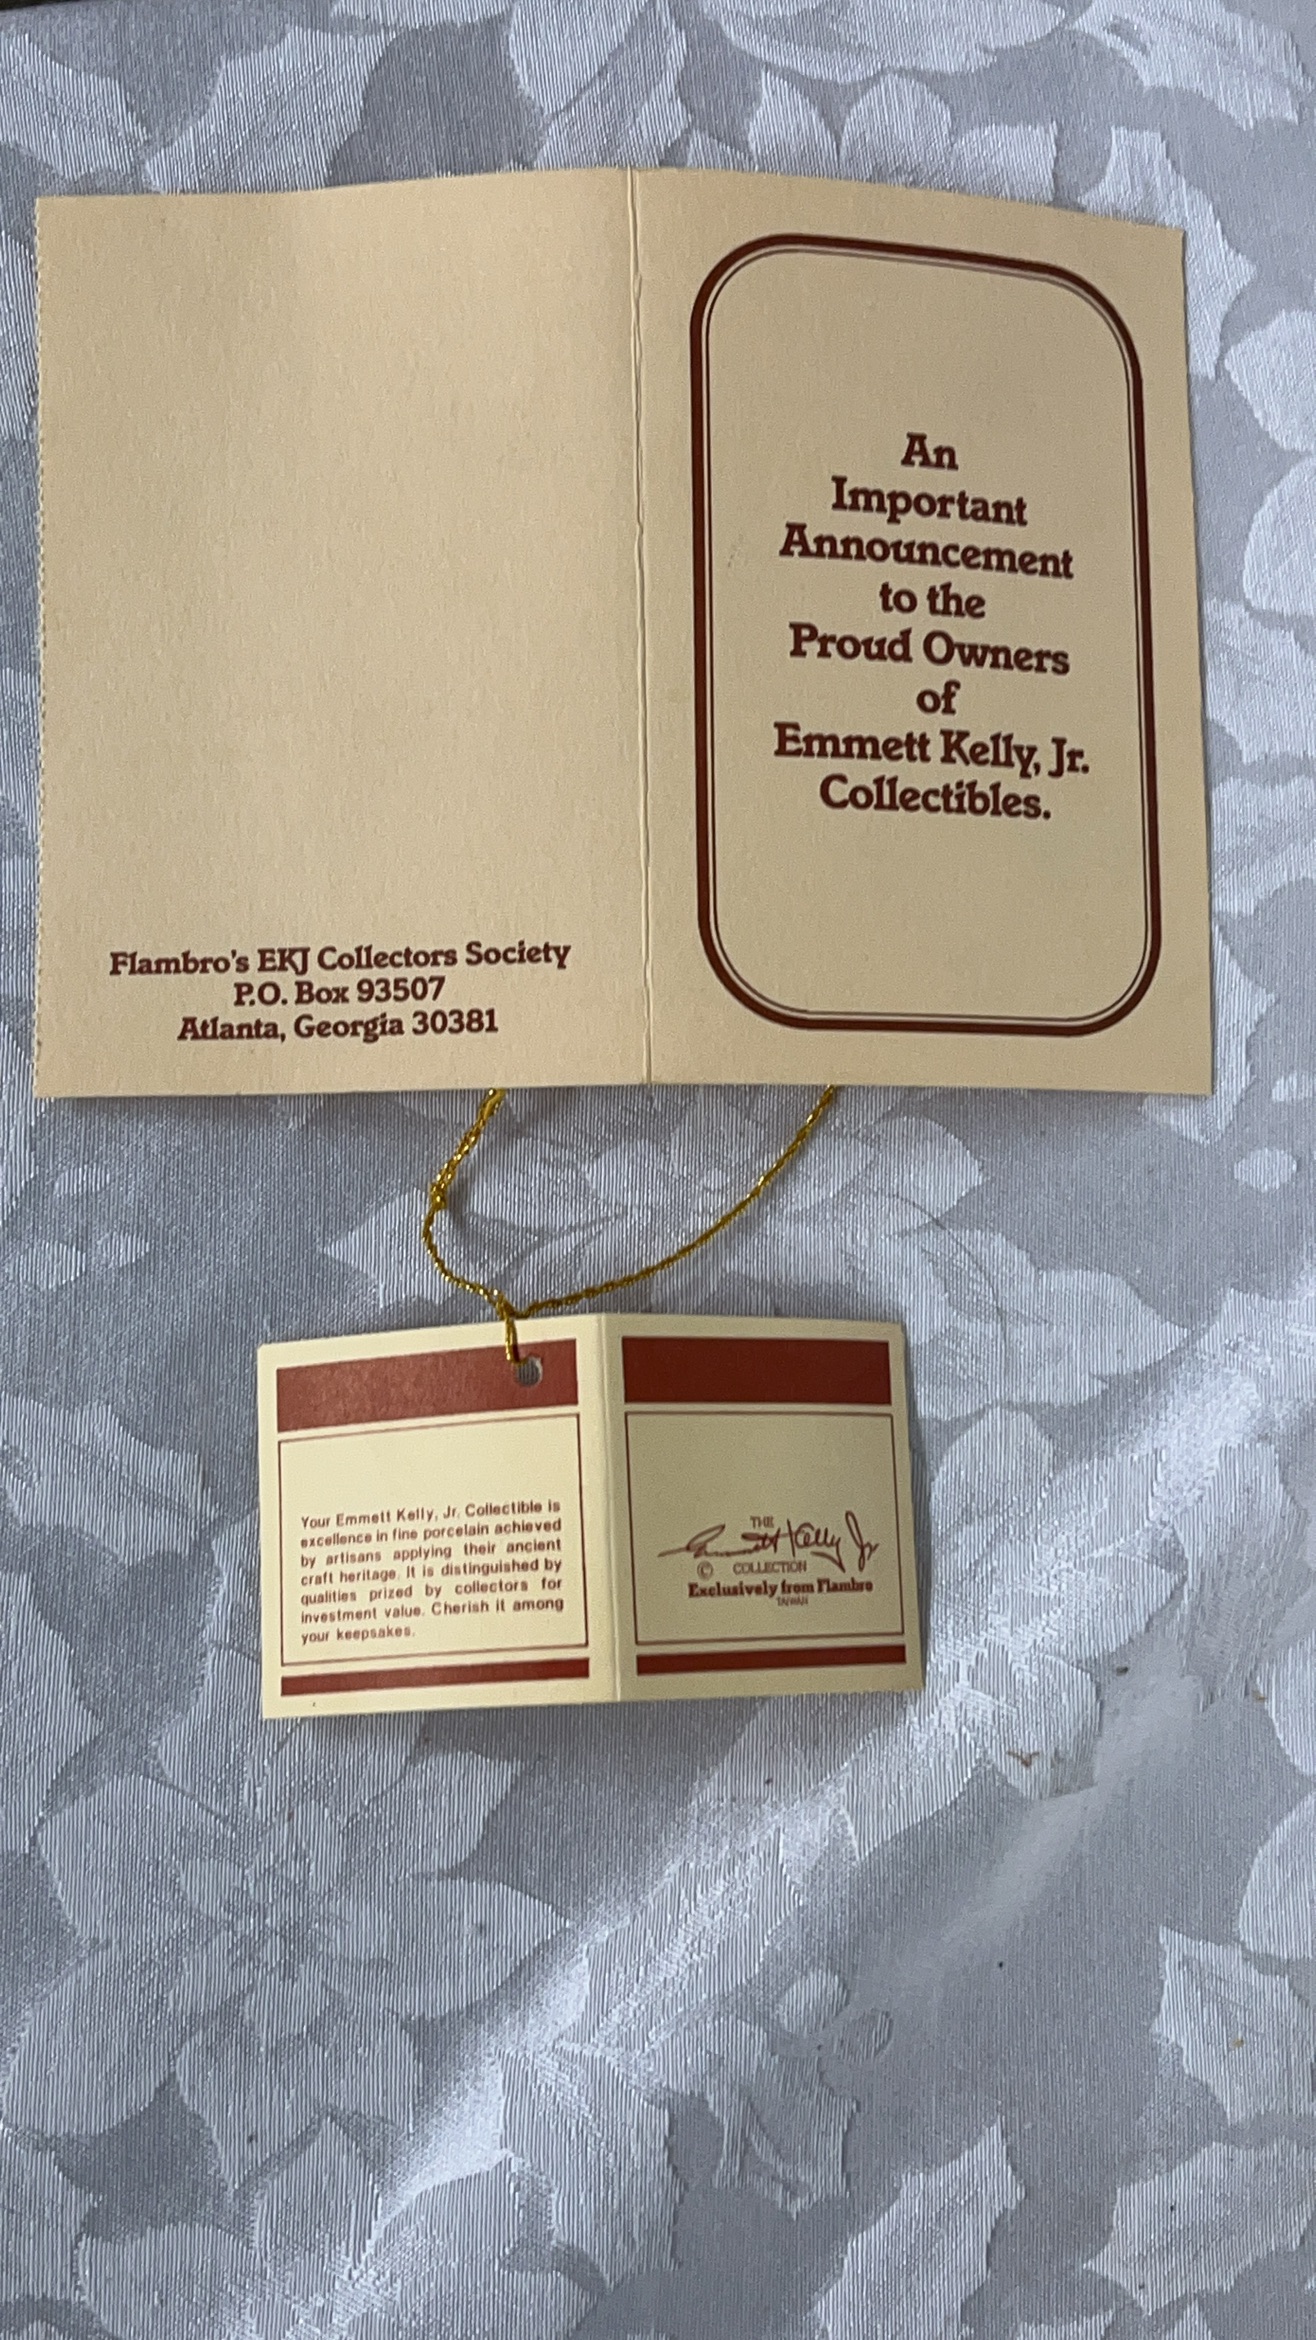 An
Important
Announcement
to the
Proud Owners
of
Emmett Kelly, Jr.
Collectibles.
Flambro's EKJ Collectors Society
P.O. Box 93507
Atlanta, Georgia 30381
Your Emmett Kelly, Jr. Collectible is
excellence in fine porcelain achieved
by artisans applying their ancient
craft heritage. It is distinguished by
qualities prized by collectors for
investment value. Cherish it among
your keepsakes.
THE
Emmett Kelly Jr
© COLLECTION
Exclusively from Flambro
TAIWAN